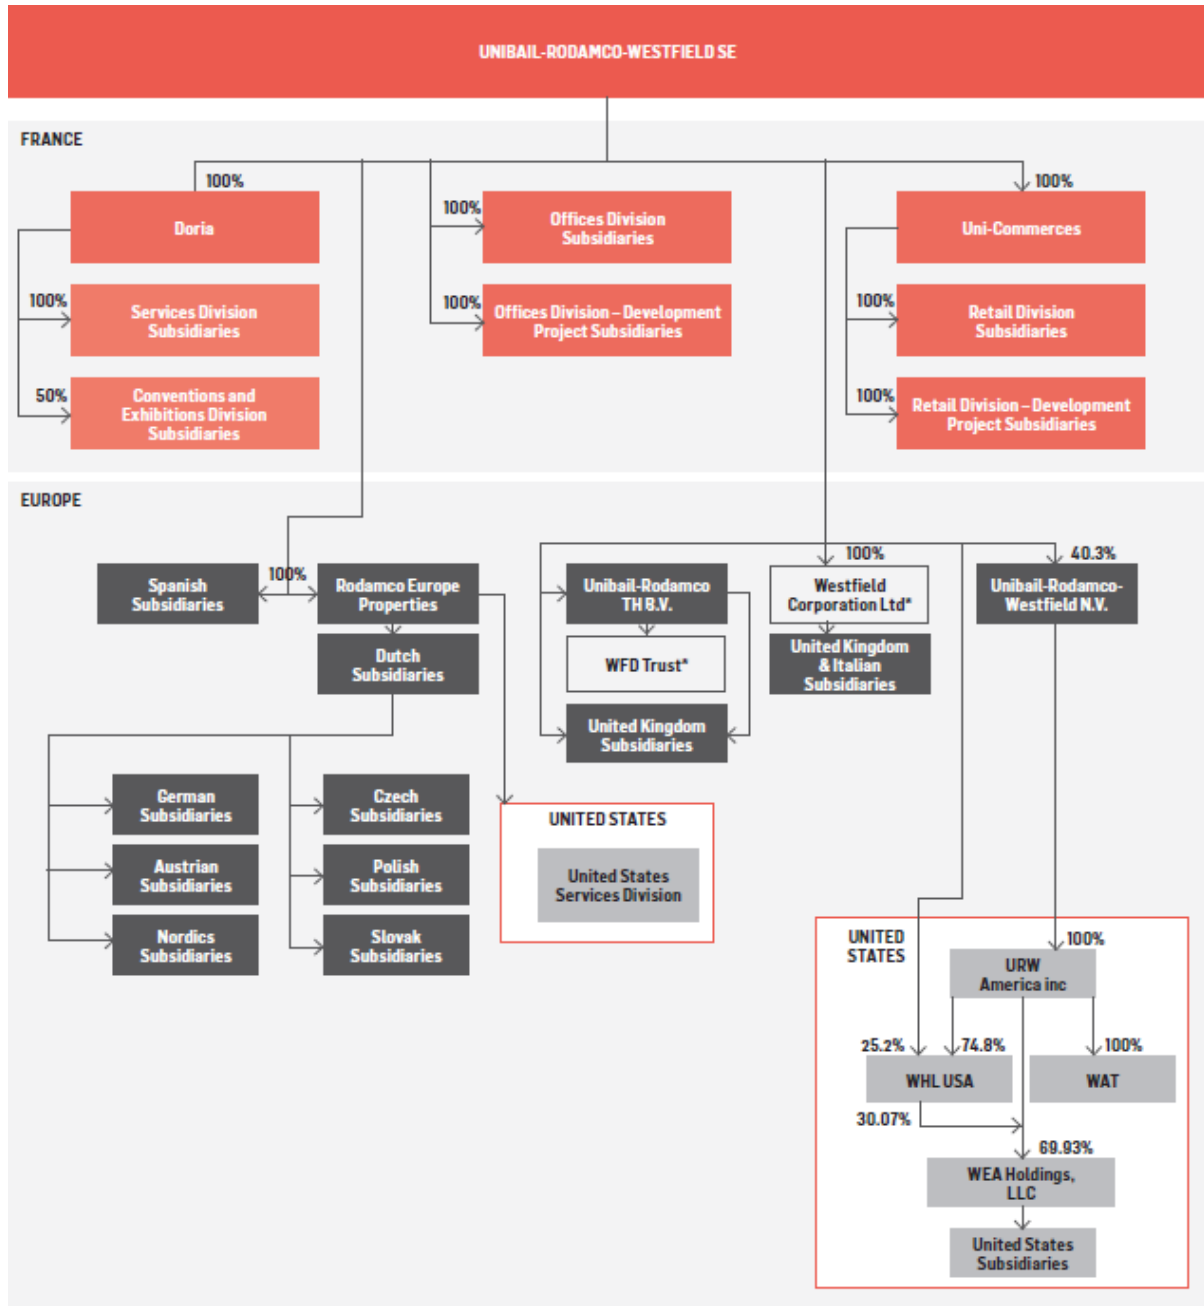 UNIBAIL-RODAMCO-WESTFIELD SE
FRANCE
100%
Doria
100%
Services Division
Subsidiaries
50%
Conventions and
Exhibitions Division
Subsidiaries
100%
Offices Division
Subsidiaries
100%
Offices Division – Development
Project Subsidiaries
100%
Uni-Commerces
100%
Retail Division
Subsidiaries
100%
Retail Division – Development
Project Subsidiaries
EUROPE
Spanish
Subsidiaries
100%
Rodamco Europe
Properties
Dutch
Subsidiaries
German
Subsidiaries
Austrian
Subsidiaries
Nordics
Subsidiaries
Czech
Subsidiaries
Polish
Subsidiaries
Slovak
Subsidiaries
UNITED STATES
United States
Services Division
Unibail-Rodamco
TH B.V.
WFD Trust*
United Kingdom
Subsidiaries
100%
Westfield
Corporation Ltd*
United Kingdom
& Italian
Subsidiaries
40.3%
Unibail-Rodamco-
Westfield N.V.
UNITED
STATES
100%
URW
America inc
25.2%
74.8%
100%
WHL USA
WAT
30.07%
69.93%
WEA Holdings,
LLC
United States
Subsidiaries